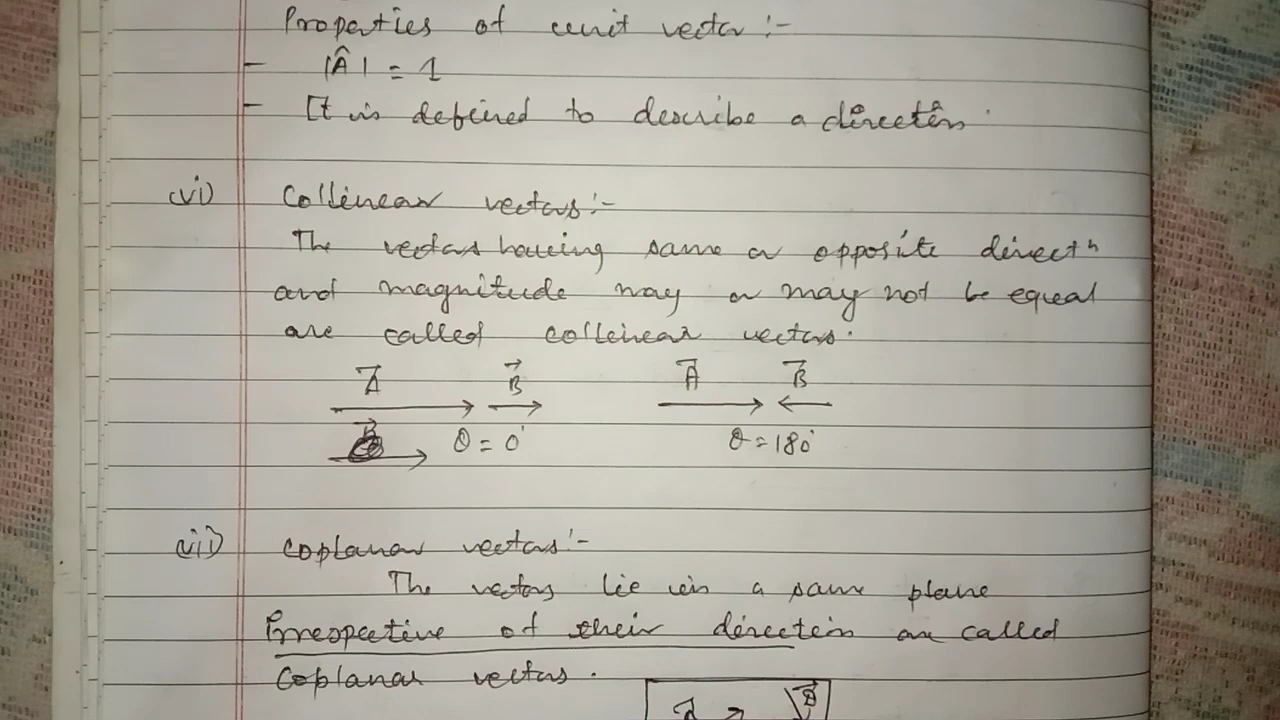 Properties of unit vector :-
- |Â| = 1
- It is defined to describe a direction.
(vi) Collinear vectors :-
The vectors having same or opposite directn
and magnitude may or may not be equal
are called collinear vectors.
A⃗ B⃗ A⃗ B⃗
B⃗ θ = 0° θ = 180°
(vii) Coplanar vectors :-
The vectors lie in a same plane
Irrespective of their direction are called
Coplanar vectors.
A⃗ B⃗